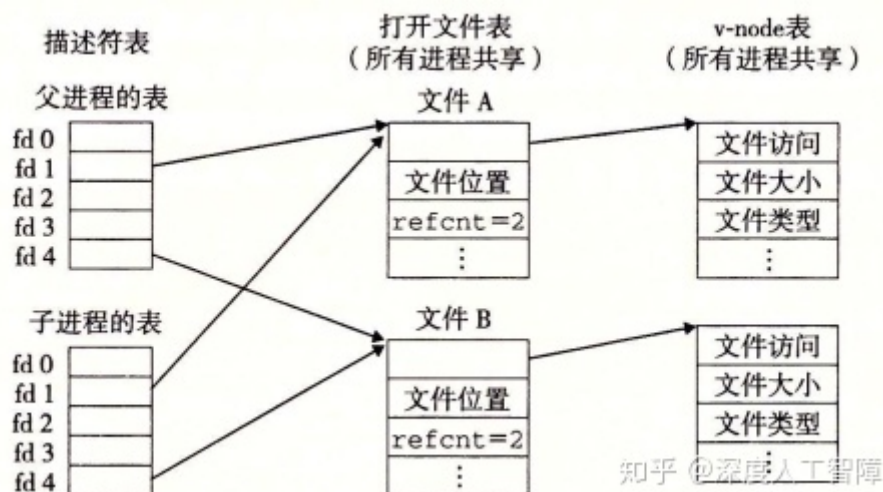 描述符表
打开文件表
(所有进程共享)
v-node表
(所有进程共享)
父进程的表
fd 0
fd 1
fd 2
fd 3
fd 4
文件 A
文件位置
refcnt=2
⋮
文件访问
文件大小
文件类型
⋮
子进程的表
fd 0
fd 1
fd 2
fd 3
fd 4
文件 B
文件位置
refcnt=2
⋮
文件访问
文件大小
文件类型
⋮
知乎 @深度人工智障